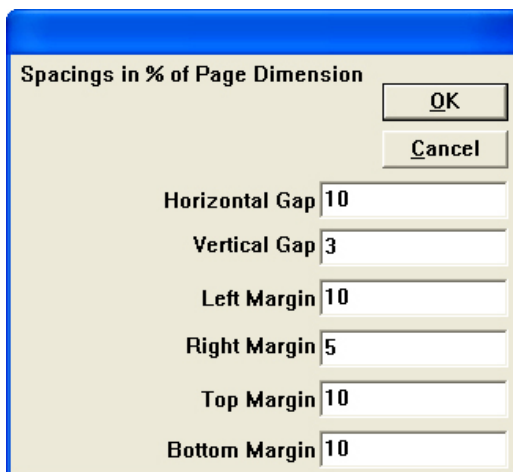 Spacings in % of Page Dimension
OK
Cancel
Horizontal Gap 10
Vertical Gap 3
Left Margin 10
Right Margin 5
Top Margin 10
Bottom Margin 10